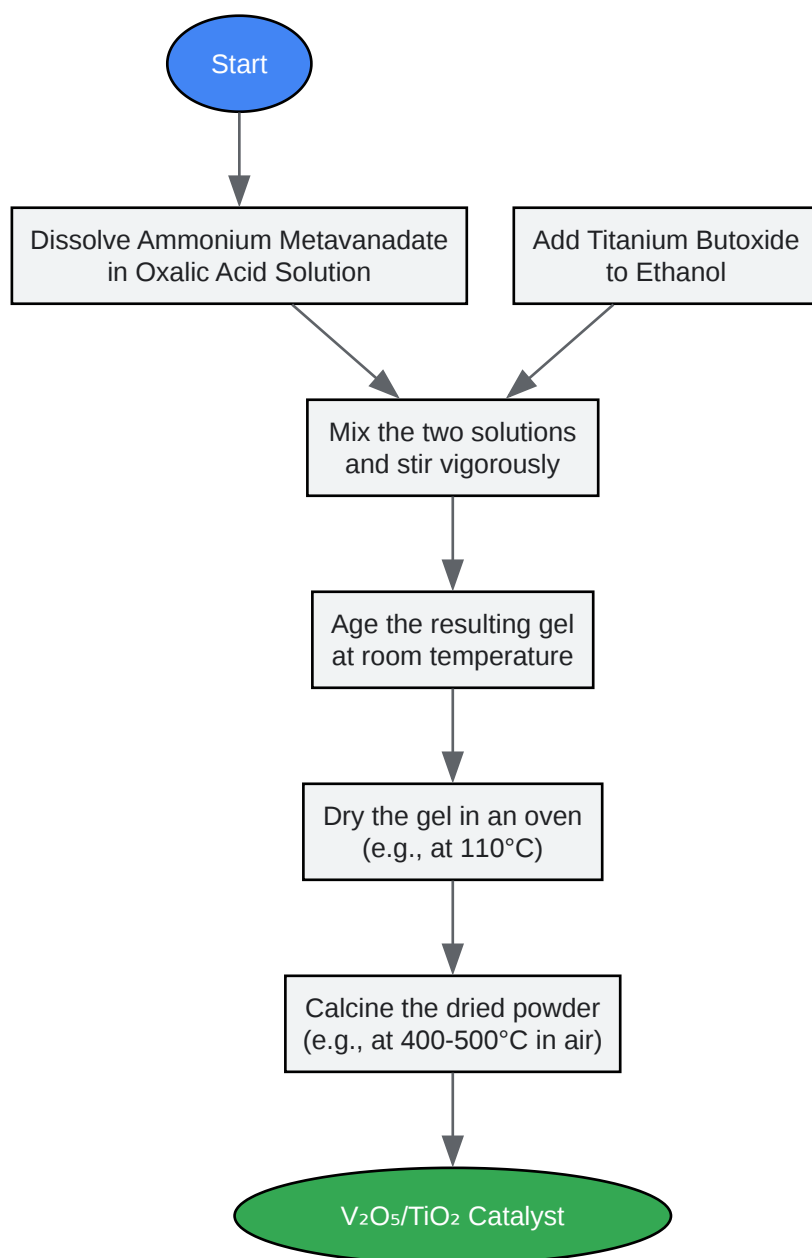 Start
Dissolve Ammonium Metavanadate
in Oxalic Acid Solution
Add Titanium Butoxide
to Ethanol
Mix the two solutions
and stir vigorously
Age the resulting gel
at room temperature
Dry the gel in an oven
(e.g., at 110°C)
Calcine the dried powder
(e.g., at 400-500°C in air)
V₂O₅/TiO₂ Catalyst